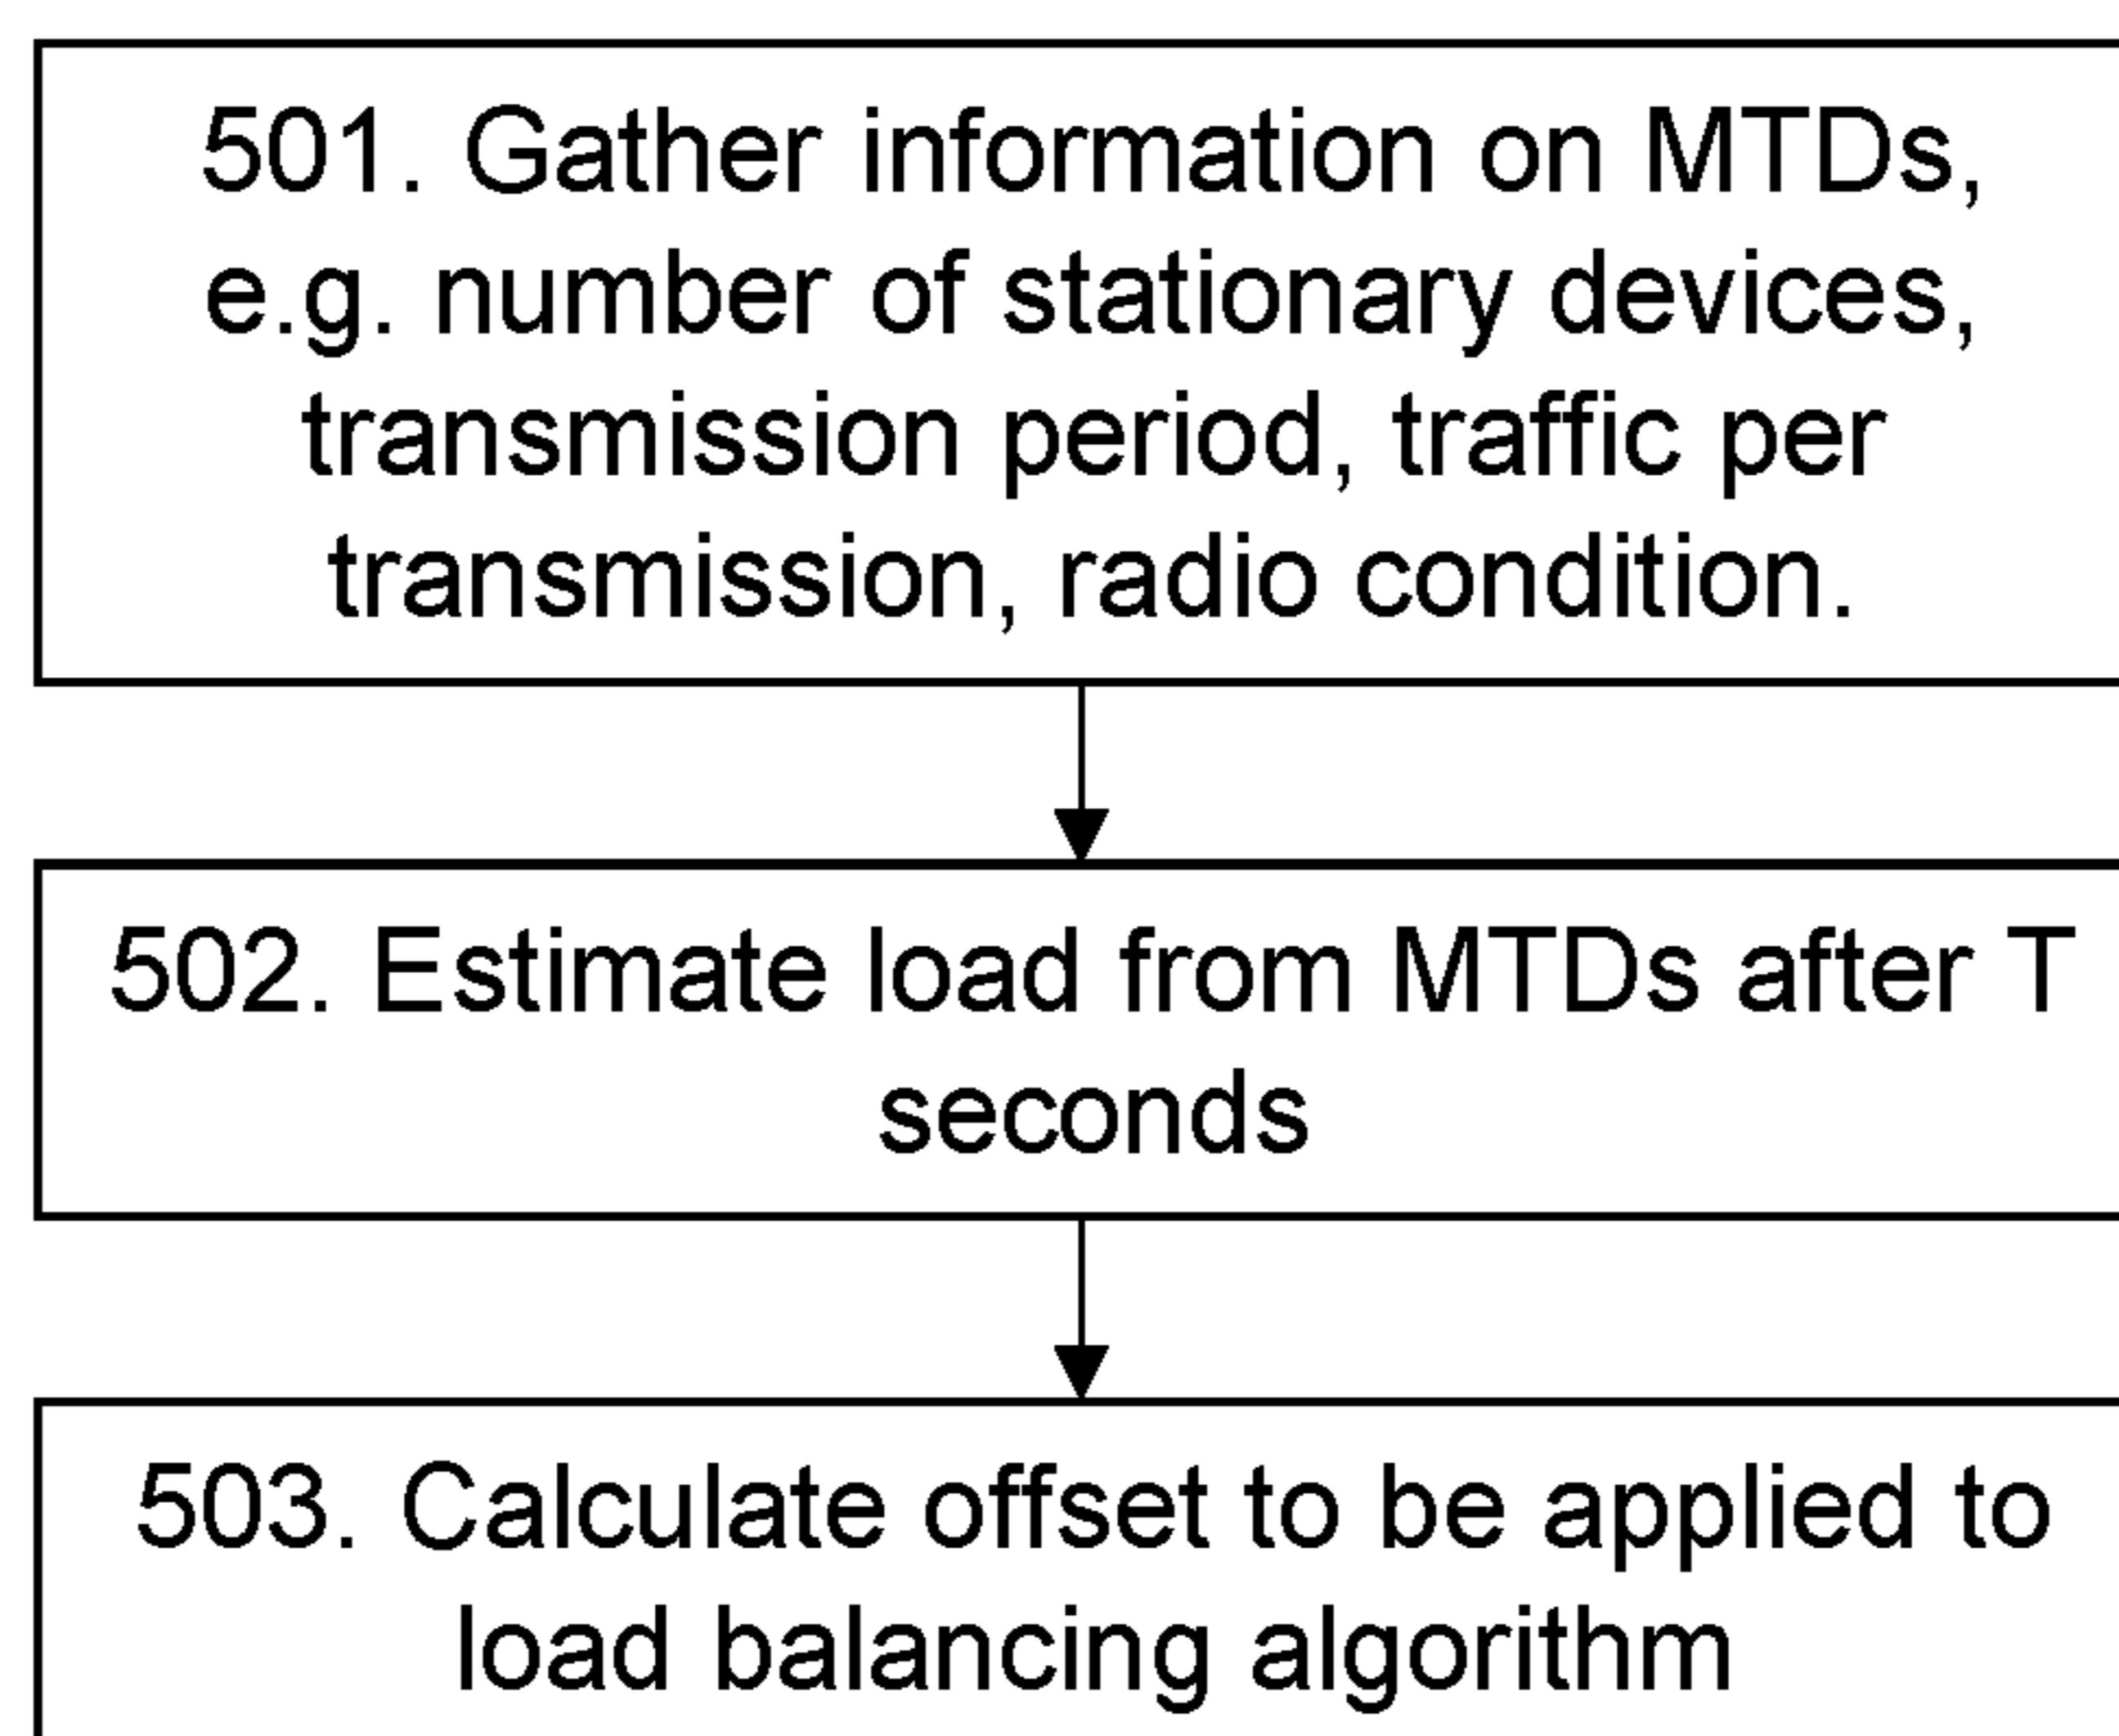 501. Gather information on MTDs,
e.g. number of stationary devices,
transmission period, traffic per
transmission, radio condition.
502. Estimate load from MTDs after T
seconds
503. Calculate offset to be applied to
load balancing algorithm